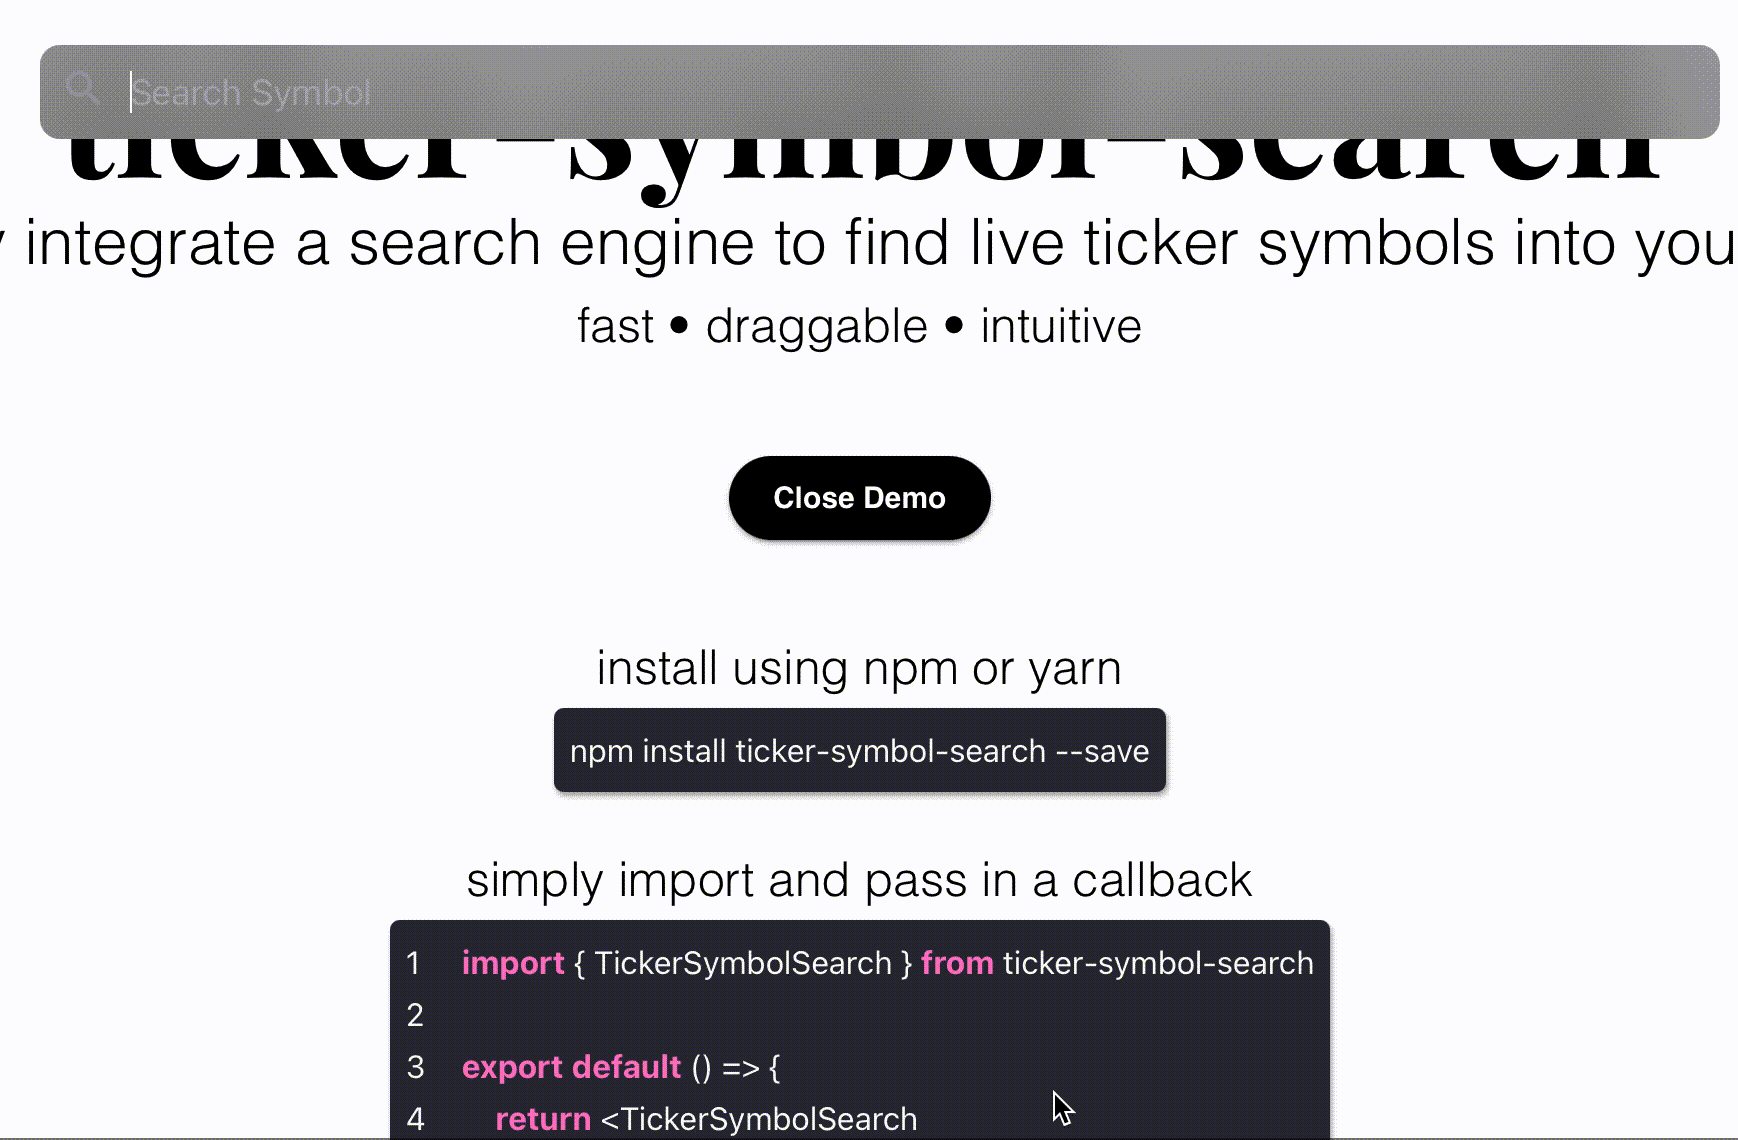 Search Symbol
ticker-symbol-search
integrate a search engine to find live ticker symbols into you
fast • draggable • intuitive
Close Demo
install using npm or yarn
npm install ticker-symbol-search --save
simply import and pass in a callback
1 import { TickerSymbolSearch } from ticker-symbol-search
2
3 export default () => {
4 return <TickerSymbolSearch